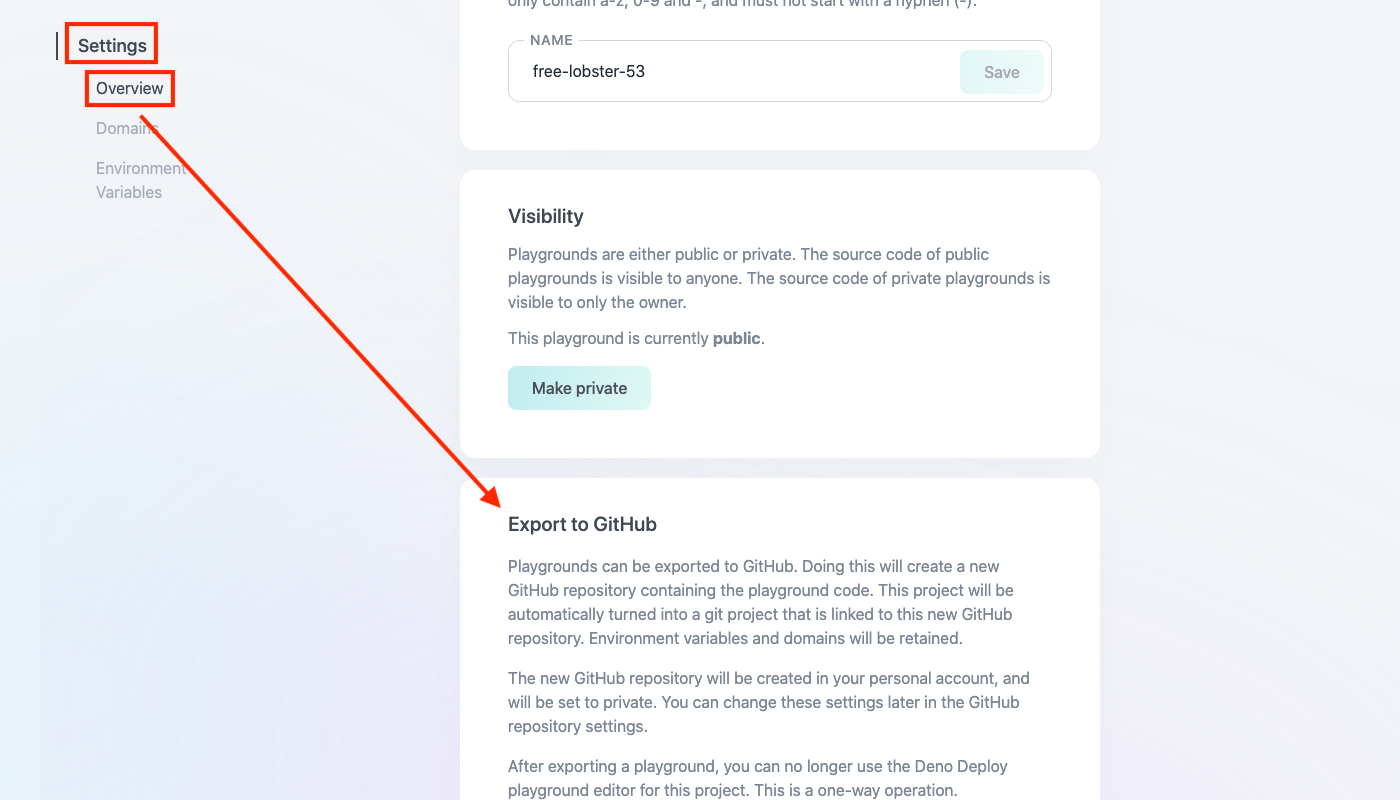 Settings
Overview
Domains
Environment
Variables
only contain a-z, 0-9 and -, and must not start with a hyphen (-).
NAME
free-lobster-53
Save
Visibility
Playgrounds are either public or private. The source code of public
playgrounds is visible to anyone. The source code of private playgrounds is
visible to only the owner.
This playground is currently public.
Make private
Export to GitHub
Playgrounds can be exported to GitHub. Doing this will create a new
GitHub repository containing the playground code. This project will be
automatically turned into a git project that is linked to this new GitHub
repository. Environment variables and domains will be retained.
The new GitHub repository will be created in your personal account, and
will be set to private. You can change these settings later in the GitHub
repository settings.
After exporting a playground, you can no longer use the Deno Deploy
playground editor for this project. This is a one-way operation.